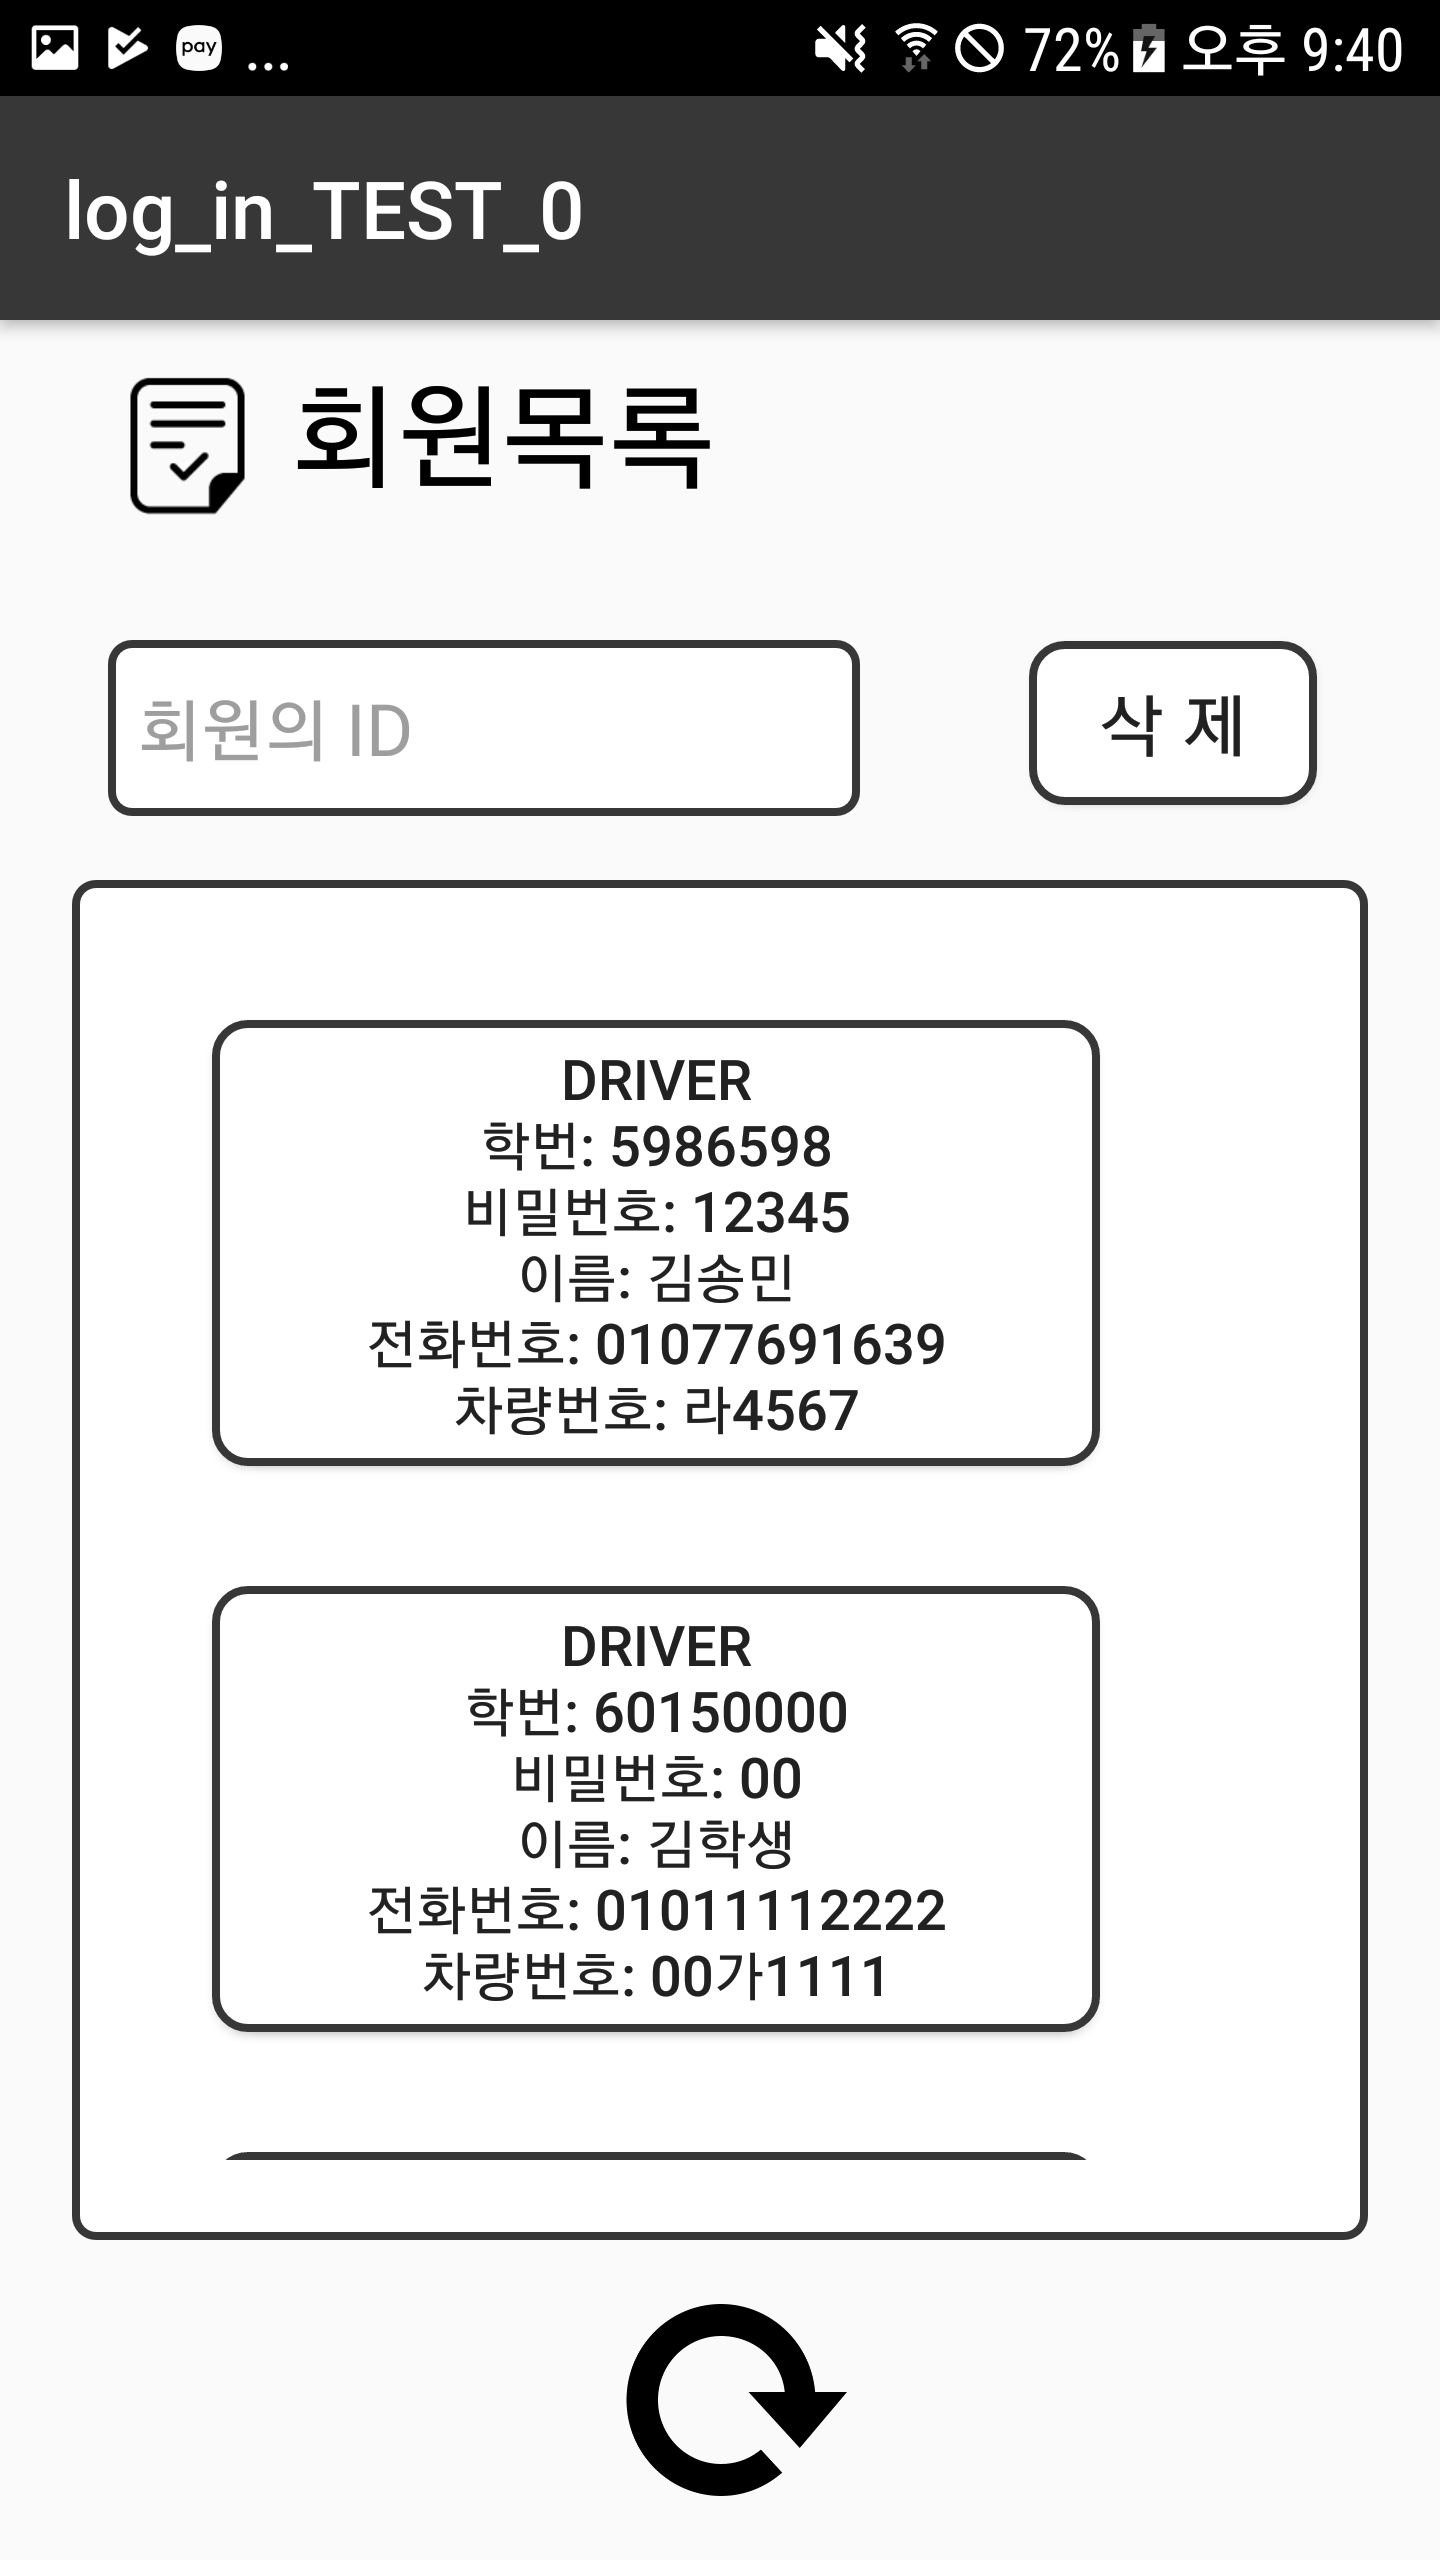 pay ... 72% 오후 9:40
log_in_TEST_0
회원목록
회원의 ID
삭 제
DRIVER
학번: 5986598
비밀번호: 12345
이름: 김송민
전화번호: 01077691639
차량번호: 라4567
DRIVER
학번: 60150000
비밀번호: 00
이름: 김학생
전화번호: 01011112222
차량번호: 00가1111